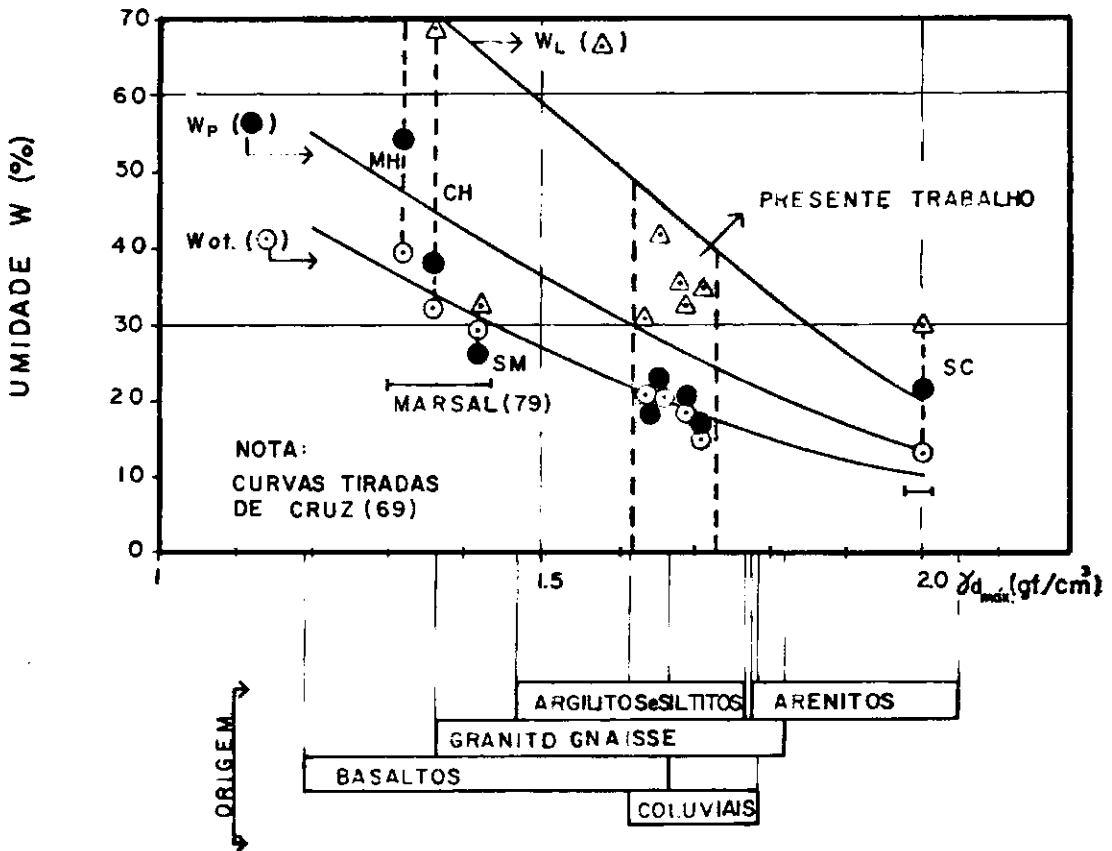 UMIDADE W (%)
70
60
50
40
30
20
10
0
WL (△)
WP (●)
Wot. (⊙)
MH
CH
SM
SC
PRESENTE TRABALHO
MARSAL (79)
NOTA:
CURVAS TIRADAS
DE CRUZ (69)
1
1.5
2.0
γd máx. (gf/cm³)
ORIGEM
ARGILITOS e SILTITOS
ARENITOS
GRANITO GNAISSE
BASALTOS
COLUVIAIS